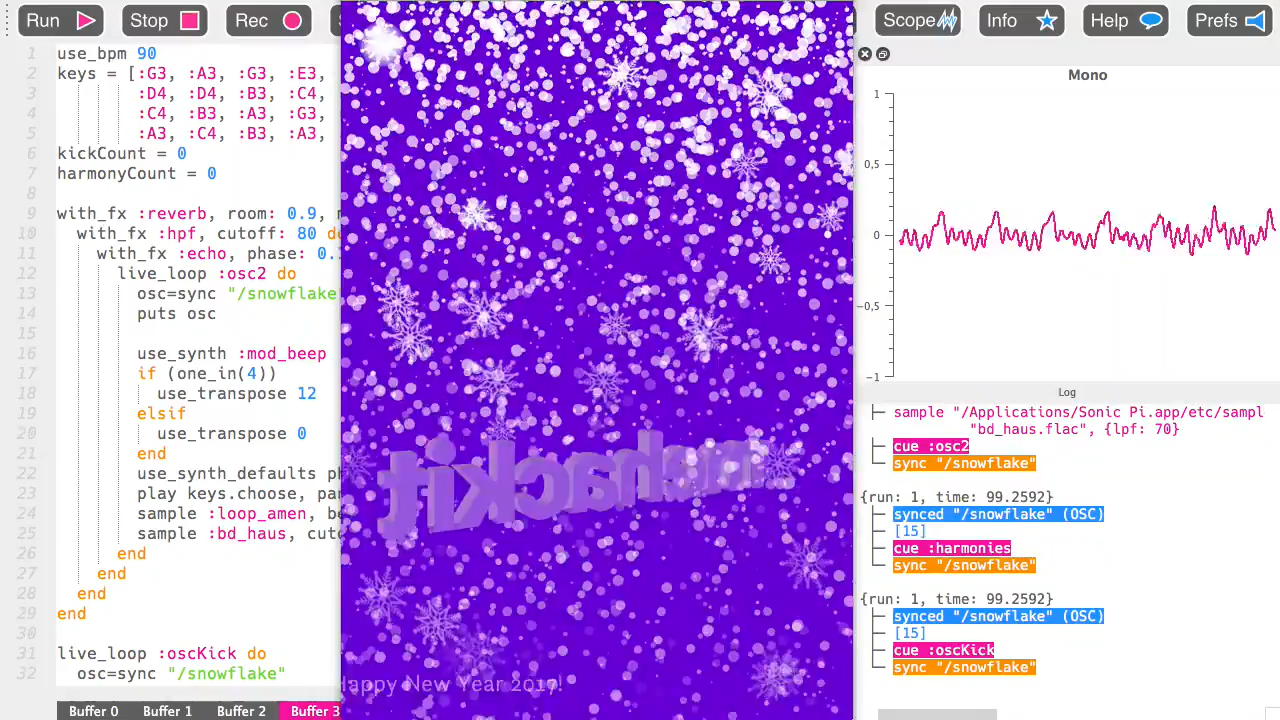 Run
Stop
Rec
Scope
Info
Help
Prefs
1 use_bpm 90
2 keys = [:G3, :A3, :G3, :E3,
3 :D4, :D4, :B3, :C4,
4 :C4, :B3, :A3, :G3,
5 :A3, :C4, :B3, :A3,
6 kickCount = 0
7 harmonyCount = 0
8
9 with_fx :reverb, room: 0.9,
10 with_fx :hpf, cutoff: 80
11 with_fx :echo, phase:
12 live_loop :osc2 do
13 osc=sync "/snowflake
14 puts osc
15
16 use_synth :mod_beep
17 if (one_in(4))
18 use_transpose 12
19 elsif
20 use_transpose 0
21 end
22 use_synth_defaults
23 play keys.choose,
24 sample :loop_amen,
25 sample :bd_haus,
26 end
27 end
28 end
29 end
30
31 live_loop :oscKick do
32 osc=sync "/snowflake"
Buffer 0
Buffer 1
Buffer 2
Buffer 3
Happy New Year 2017!
Mono
1
0,5
0
-0,5
-1
Log
├─ sample "/Applications/Sonic Pi.app/etc/sampl
"bd_haus.flac", {lpf: 70}
├─ cue :osc2
└─ sync "/snowflake"
{run: 1, time: 99.2592}
├─ synced "/snowflake" (OSC)
├─ [15]
├─ cue :harmonies
└─ sync "/snowflake"
{run: 1, time: 99.2592}
├─ synced "/snowflake" (OSC)
├─ [15]
├─ cue :oscKick
└─ sync "/snowflake"